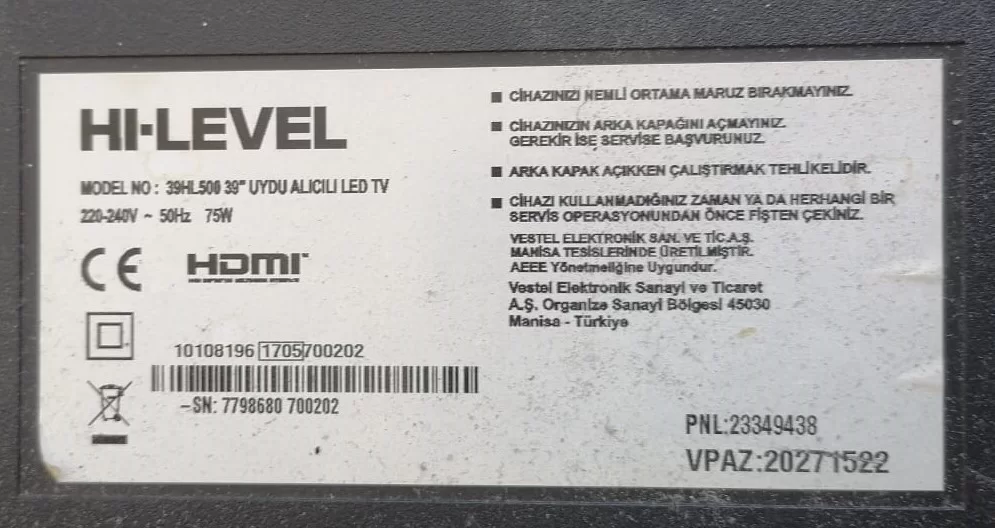 HI-LEVEL
MODEL NO : 39HL500 39" UYDU ALICILI LED TV
220-240V ~ 50Hz 75W
CE HDMI
10108196 1705 700202
-SN: 7798680 700202
■ CİHAZINIZI NEMLİ ORTAMA MARUZ BIRAKMAYINIZ.
■ CİHAZINIZIN ARKA KAPAĞINI AÇMAYINIZ.
GEREKİR İSE SERVİSE BAŞVURUNUZ.
■ ARKA KAPAK AÇIKKEN ÇALIŞTIRMAK TEHLİKELİDİR.
■ CİHAZI KULLANMADIĞINIZ ZAMAN YA DA HERHANGİ BİR
SERVİS OPERASYONUNDAN ÖNCE FİŞTEN ÇEKİNİZ.
VESTEL ELEKTRONİK SAN. VE TİC.A.Ş.
MANİSA TESİSLERİNDE ÜRETİLMİŞTİR.
AEEE Yönetmeliğine Uygundur.
Vestel Elektronik Sanayi ve Ticaret
A.Ş. Organize Sanayi Bölgesi 45030
Manisa - Türkiye
PNL:23349438
VPAZ:20271522